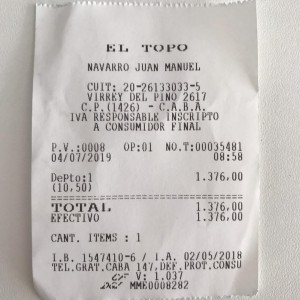 EL TOPO
NAVARRO JUAN MANUEL
CUIT: 20-26133033-5
VIRREY DEL PINO 2617
C.P.(1426) - C.A.B.A.
IVA RESPONSABLE INSCRIPTO
A CONSUMIDOR FINAL
P.V.:0008 OP:01 NO.T:00035481
04/07/2019 08:58
DePto:1 1.376,00
(10,50)
TOTAL 1.376,00
EFECTIVO 1.376,00
CANT. ITEMS : 1
I.B. 1547410-6 / I.A. 02/05/2018
TEL.GRAT.CABA 147,DEF.PROT.CONSU
CF V: 1.037
MME0008282